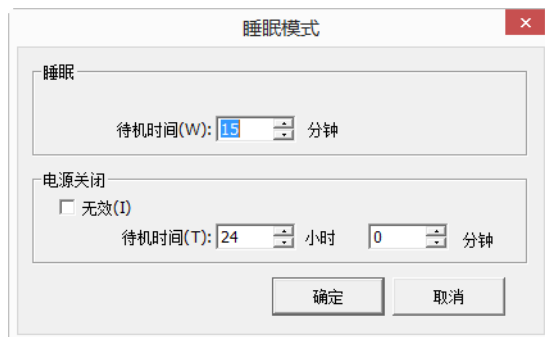 睡眠模式
睡眠
待机时间(W): 15 分钟
电源关闭
无效(I)
待机时间(T): 24 小时 0 分钟
确定 取消